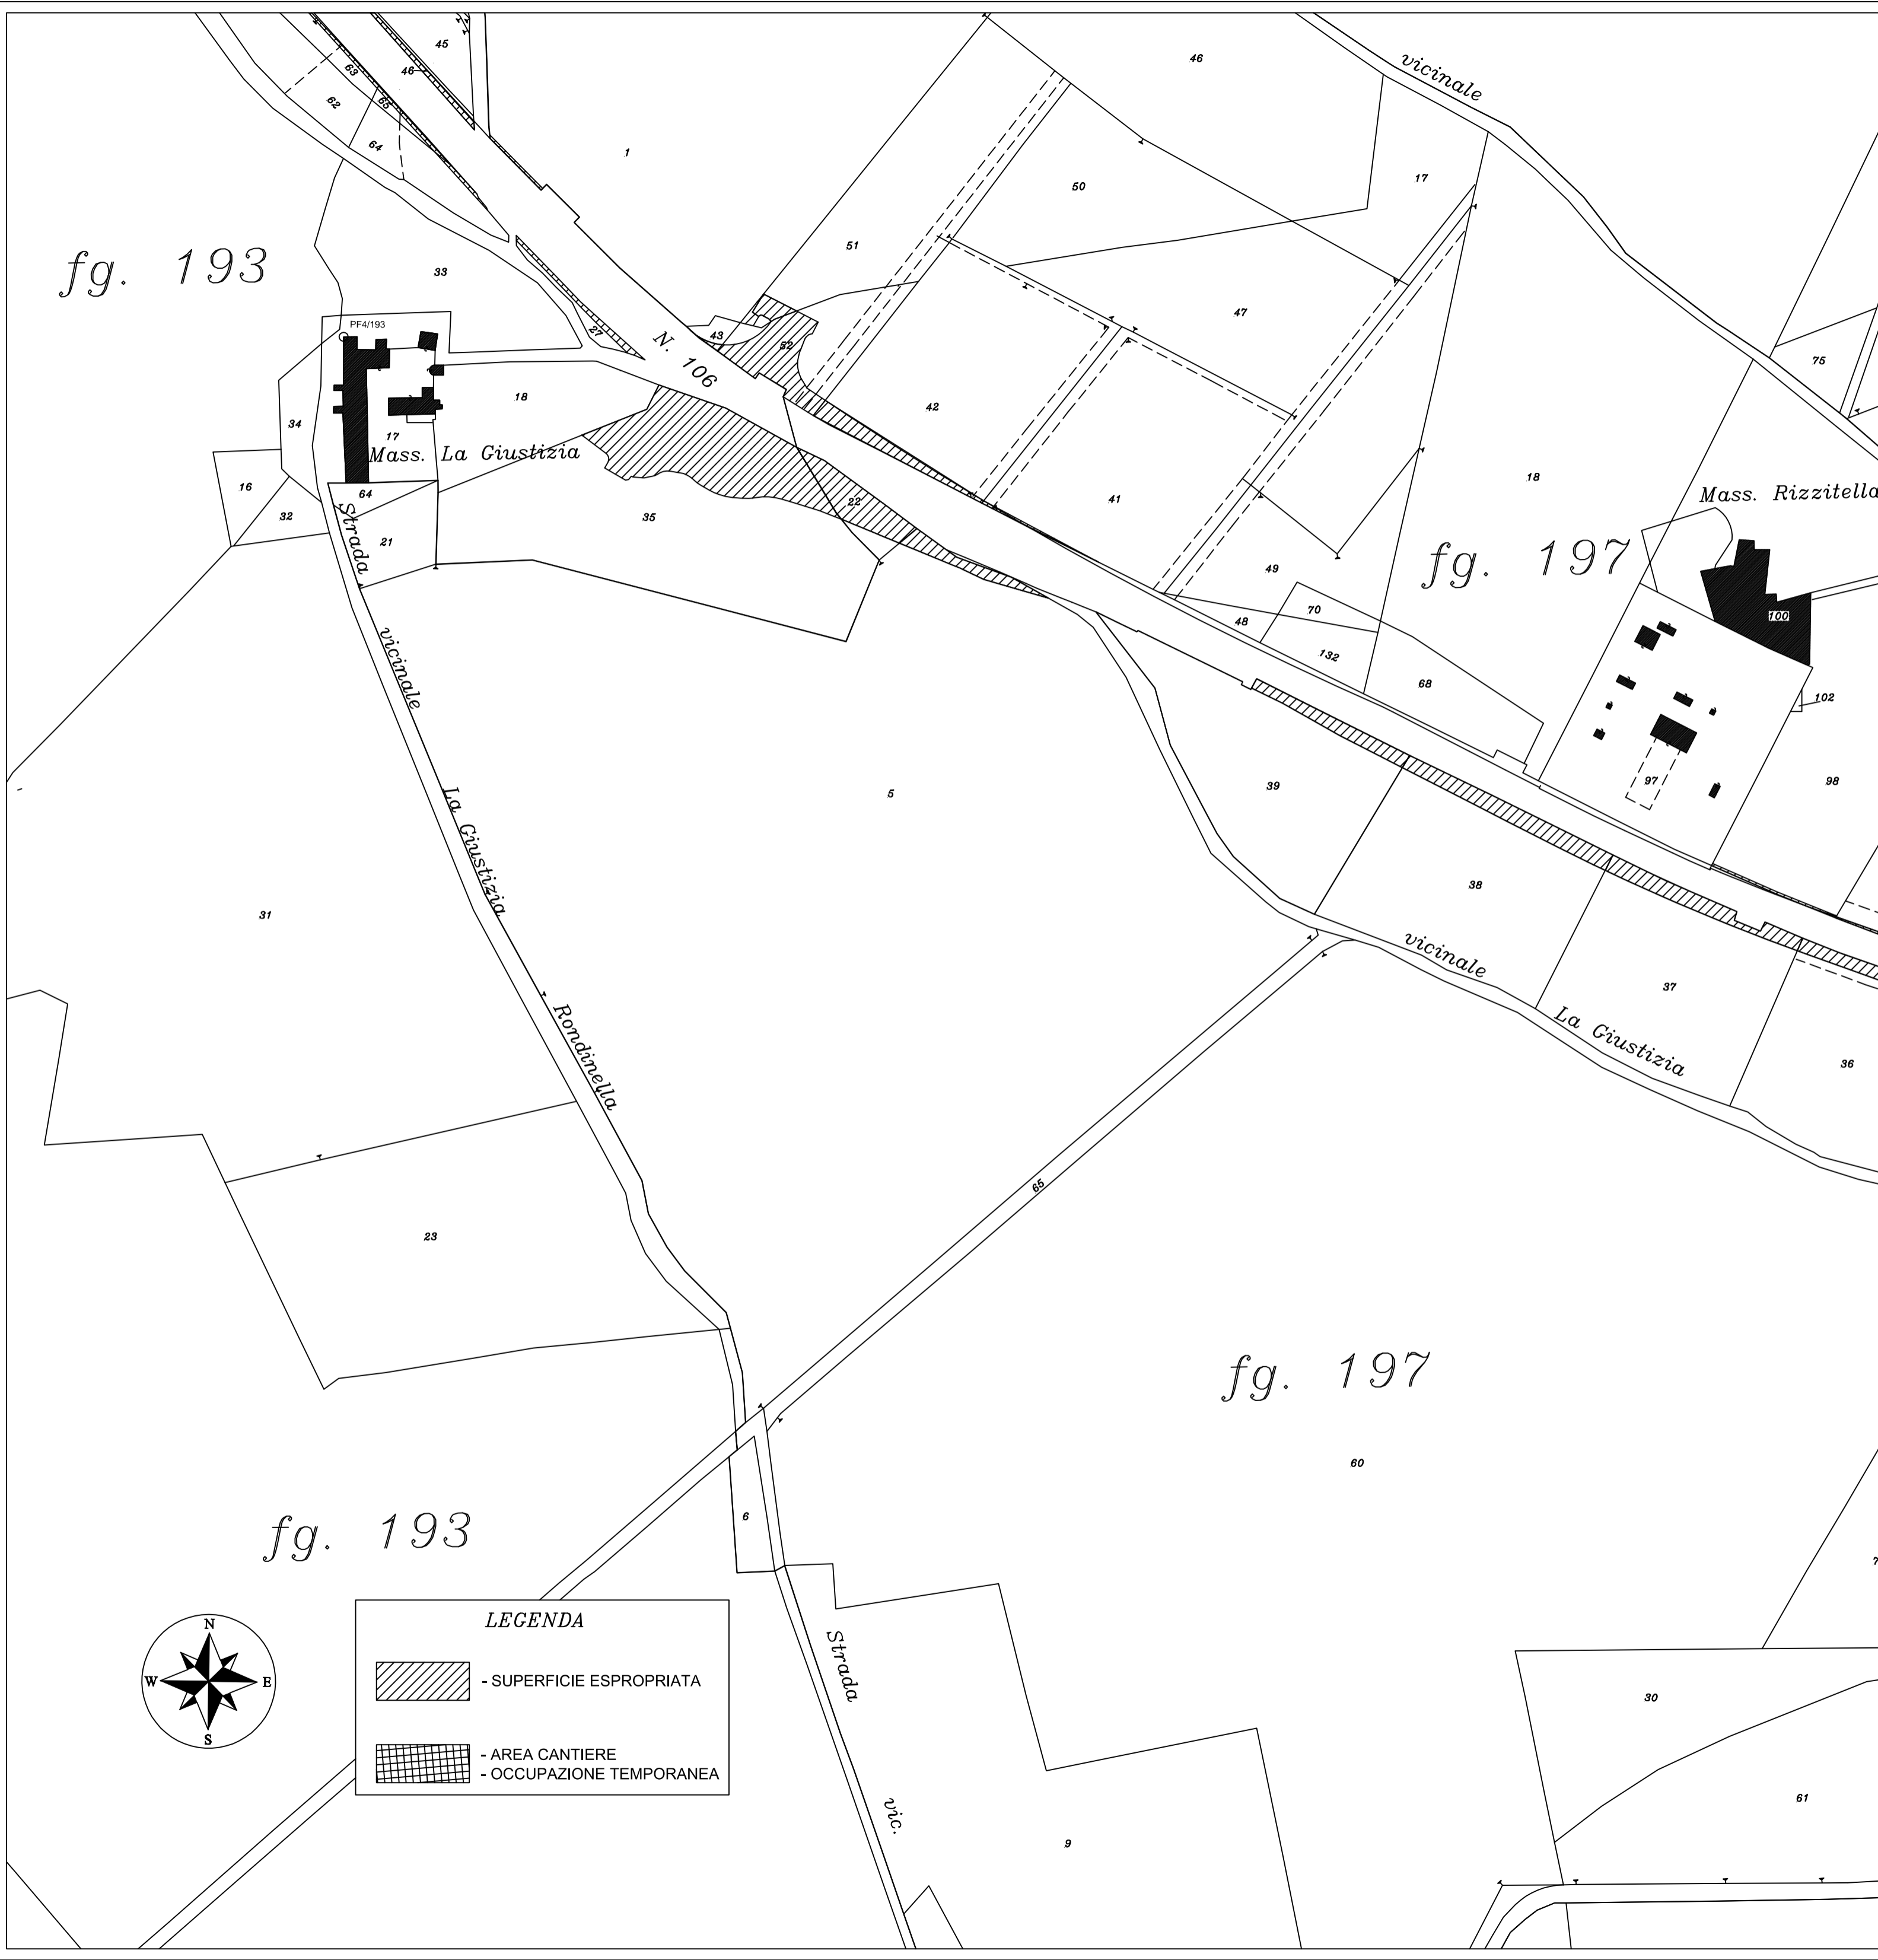 45
46
63
62
65
64
1
46
vicinale
50
17
51
fg. 193
33
PF4/193
27
N. 106
43
52
47
75
18
42
34
17
Mass. La Giustizia
16
64
32
21
Strada
35
22
41
18
Mass. Rizzitella
fg. 197
49
70
48
132
68
100
102
97
98
vicinale
La Giustizia
5
39
38
31
vicinale
37
La Giustizia
36
Rondinella
65
23
fg. 197
60
fg. 193
6
7
LEGENDA
- SUPERFICIE ESPROPRIATA
- AREA CANTIERE
- OCCUPAZIONE TEMPORANEA
N
W
E
S
Strada
vic.
30
61
9